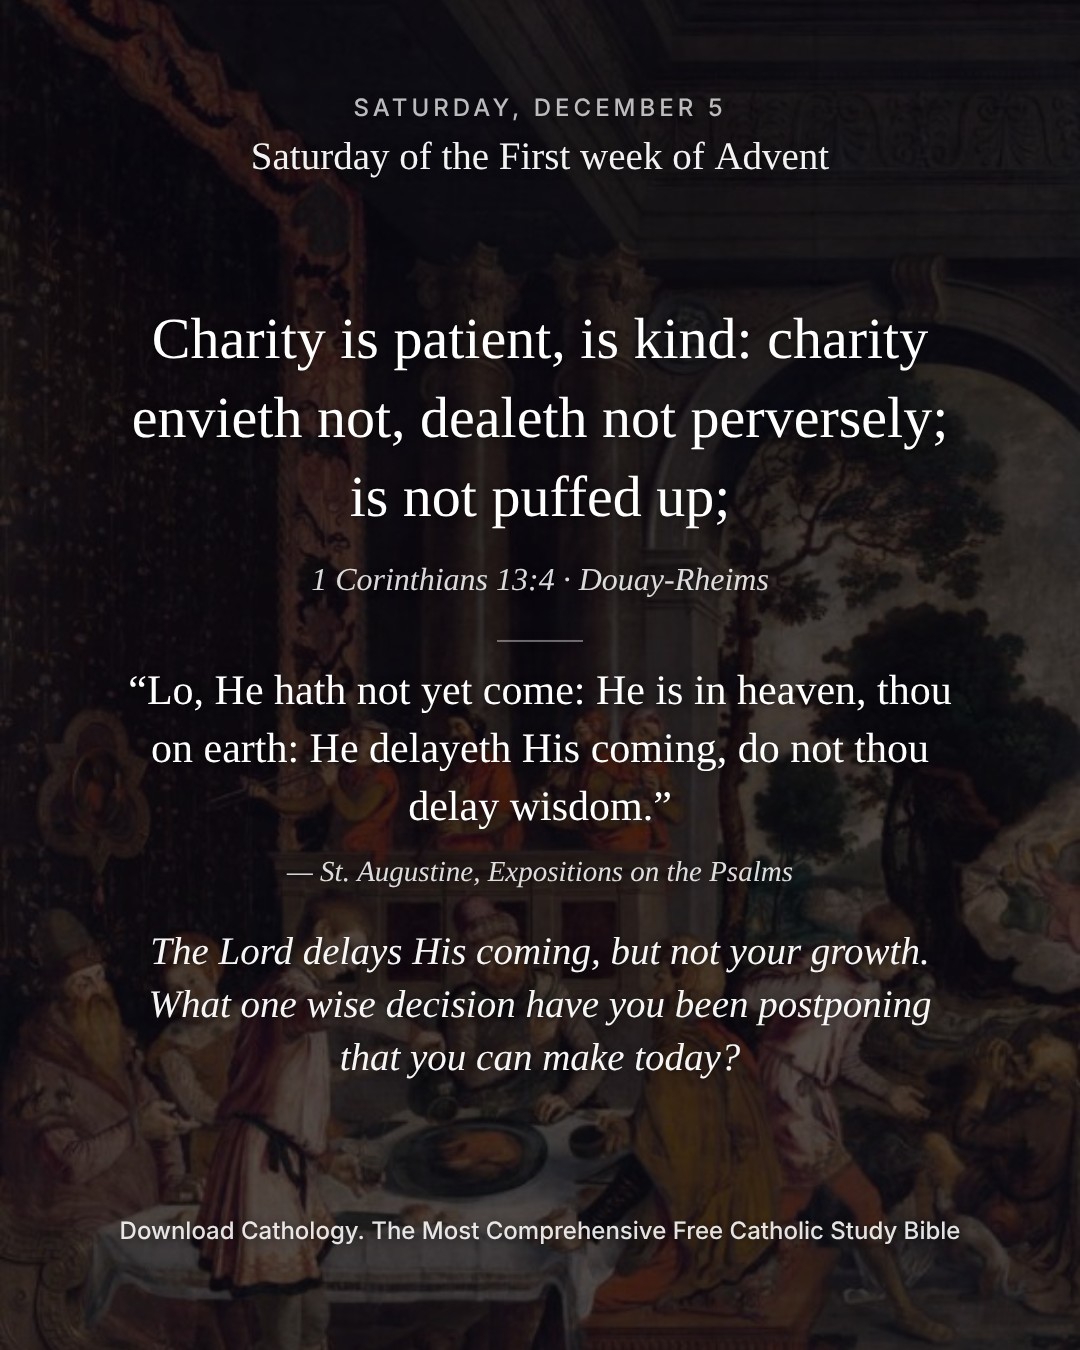 SATURDAY, DECEMBER 5
Saturday of the First week of Advent
Charity is patient, is kind: charity
envieth not, dealeth not perversely;
is not puffed up;
1 Corinthians 13:4 · Douay-Rheims
“Lo, He hath not yet come: He is in heaven, thou
on earth: He delayeth His coming, do not thou
delay wisdom.”
— St. Augustine, Expositions on the Psalms
The Lord delays His coming, but not your growth.
What one wise decision have you been postponing
that you can make today?
Download Cathology. The Most Comprehensive Free Catholic Study Bible